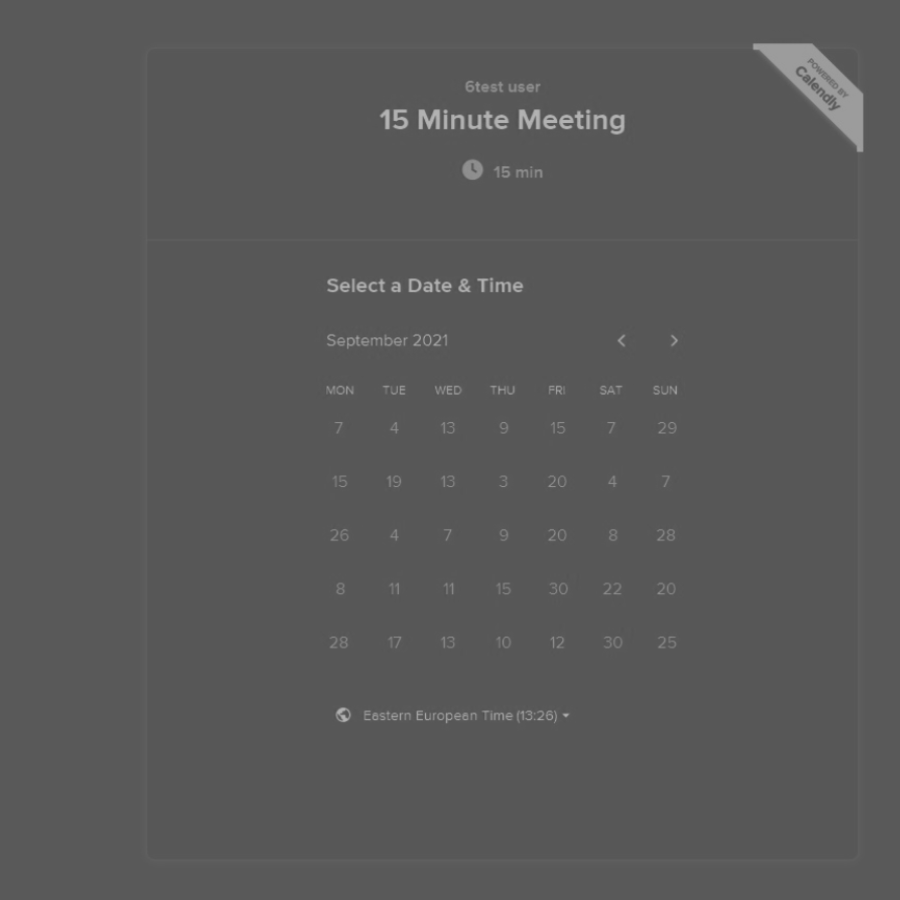 POWERED BY
Calendly
6test user
15 Minute Meeting
15 min
Select a Date & Time
September 2021
MON TUE WED THU FRI SAT SUN
7 4 13 9 15 7 29
15 19 13 3 20 4 7
26 4 7 9 20 8 28
8 11 11 15 30 22 20
28 17 13 10 12 30 25
Eastern European Time (13:26)